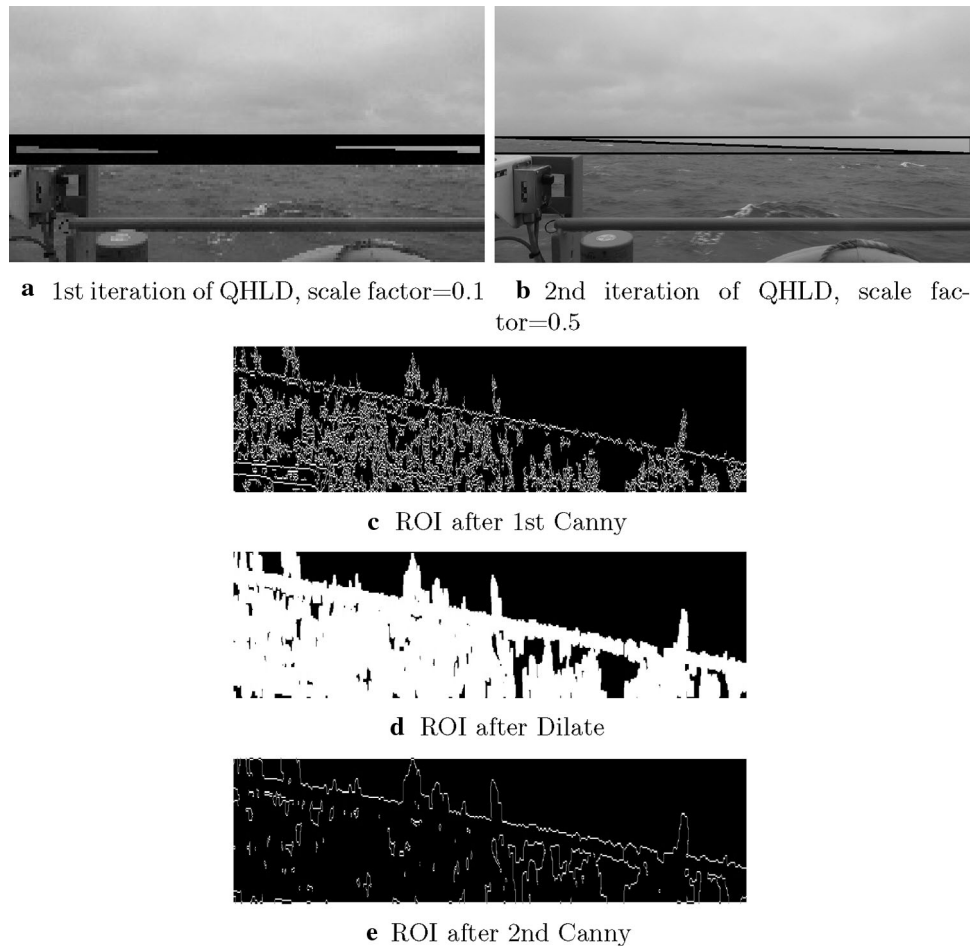 a 1st iteration of QHLD, scale factor=0.1
b 2nd iteration of QHLD, scale fac-
tor=0.5
c ROI after 1st Canny
d ROI after Dilate
e ROI after 2nd Canny